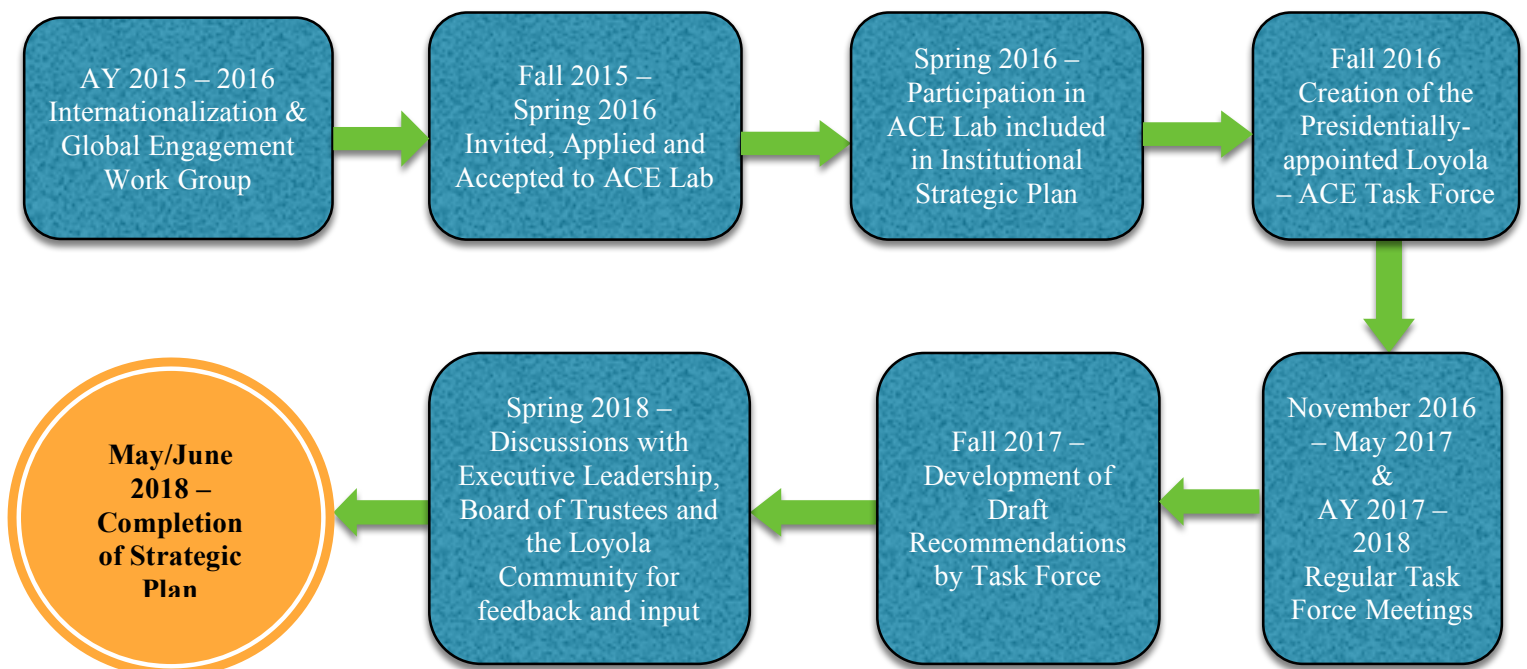 AY 2015 – 2016
Internationalization &
Global Engagement
Work Group
Fall 2015 –
Spring 2016
Invited, Applied and
Accepted to ACE Lab
Spring 2016 –
Participation in
ACE Lab included
in Institutional
Strategic Plan
Fall 2016
Creation of the
Presidentially-
appointed Loyola
– ACE Task Force
November 2016
– May 2017
&
AY 2017 –
2018
Regular Task
Force Meetings
Fall 2017 –
Development of
Draft
Recommendations
by Task Force
Spring 2018 –
Discussions with
Executive Leadership,
Board of Trustees and
the Loyola
Community for
feedback and input
May/June
2018 –
Completion
of Strategic
Plan